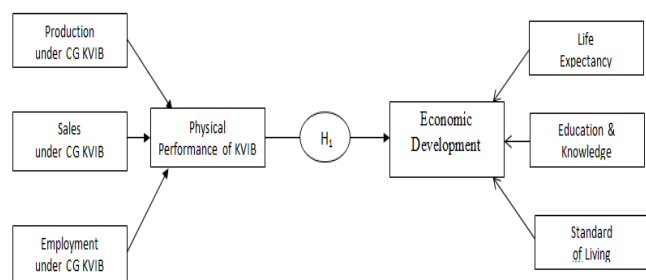 Production
under CG KVIB
Sales
under CG KVIB
Employment
under CG KVIB
Physical
Performance of KVIB
H₁
Economic
Development
Life
Expectancy
Education &
Knowledge
Standard
of Living